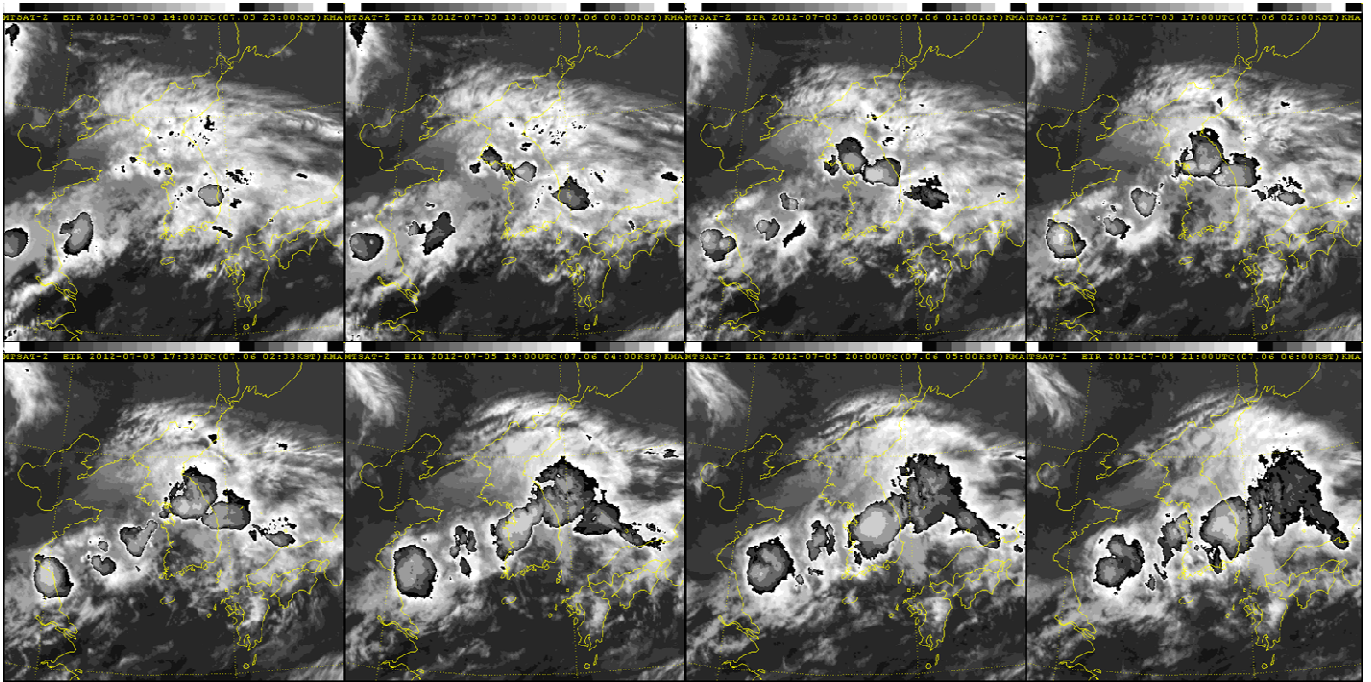 MTSAT-2 EIR 2012-07-05 14:00UTC(07.05 23:00KST)KMA
MTSAT-2 EIR 2012-07-05 15:00UTC(07.06 00:00KST)KMA
MTSAT-2 EIR 2012-07-05 16:00UTC(07.06 01:00KST)KMA
MTSAT-2 EIR 2012-07-05 17:00UTC(07.06 02:00KST)KMA
MTSAT-2 EIR 2012-07-05 17:33UTC(07.06 02:33KST)KMA
MTSAT-2 EIR 2012-07-05 19:00UTC(07.06 04:00KST)KMA
MTSAT-2 EIR 2012-07-05 20:00UTC(07.06 05:00KST)KMA
MTSAT-2 EIR 2012-07-05 21:00UTC(07.06 06:00KST)KMA